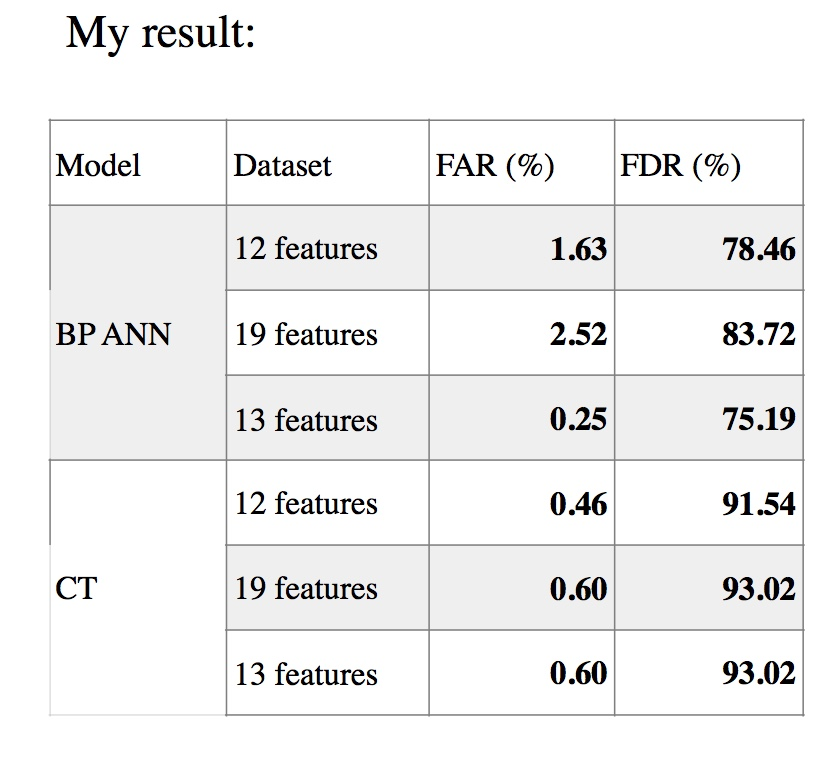 My result:
Model Dataset FAR (%) FDR (%)
12 features 1.63 78.46
BP ANN 19 features 2.52 83.72
13 features 0.25 75.19
12 features 0.46 91.54
CT 19 features 0.60 93.02
13 features 0.60 93.02